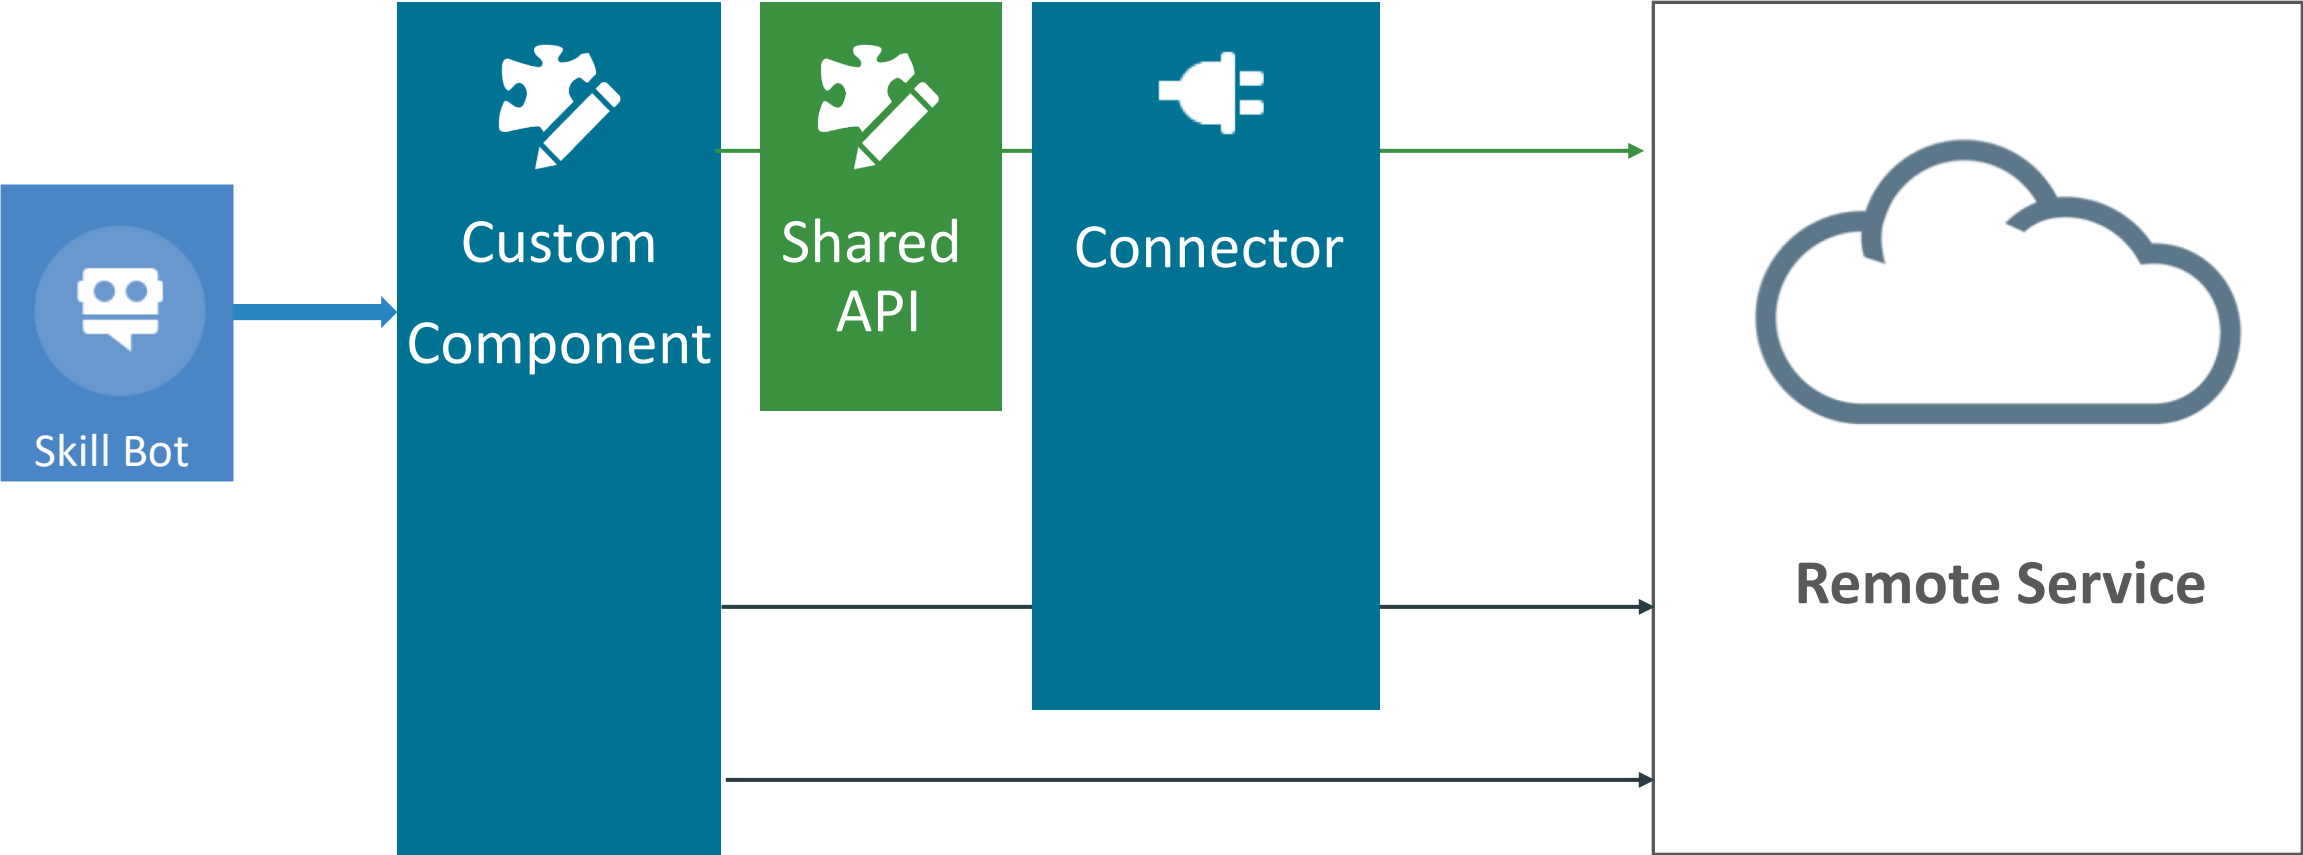 Skill Bot
Custom
Component
Shared
API
Connector
Remote Service